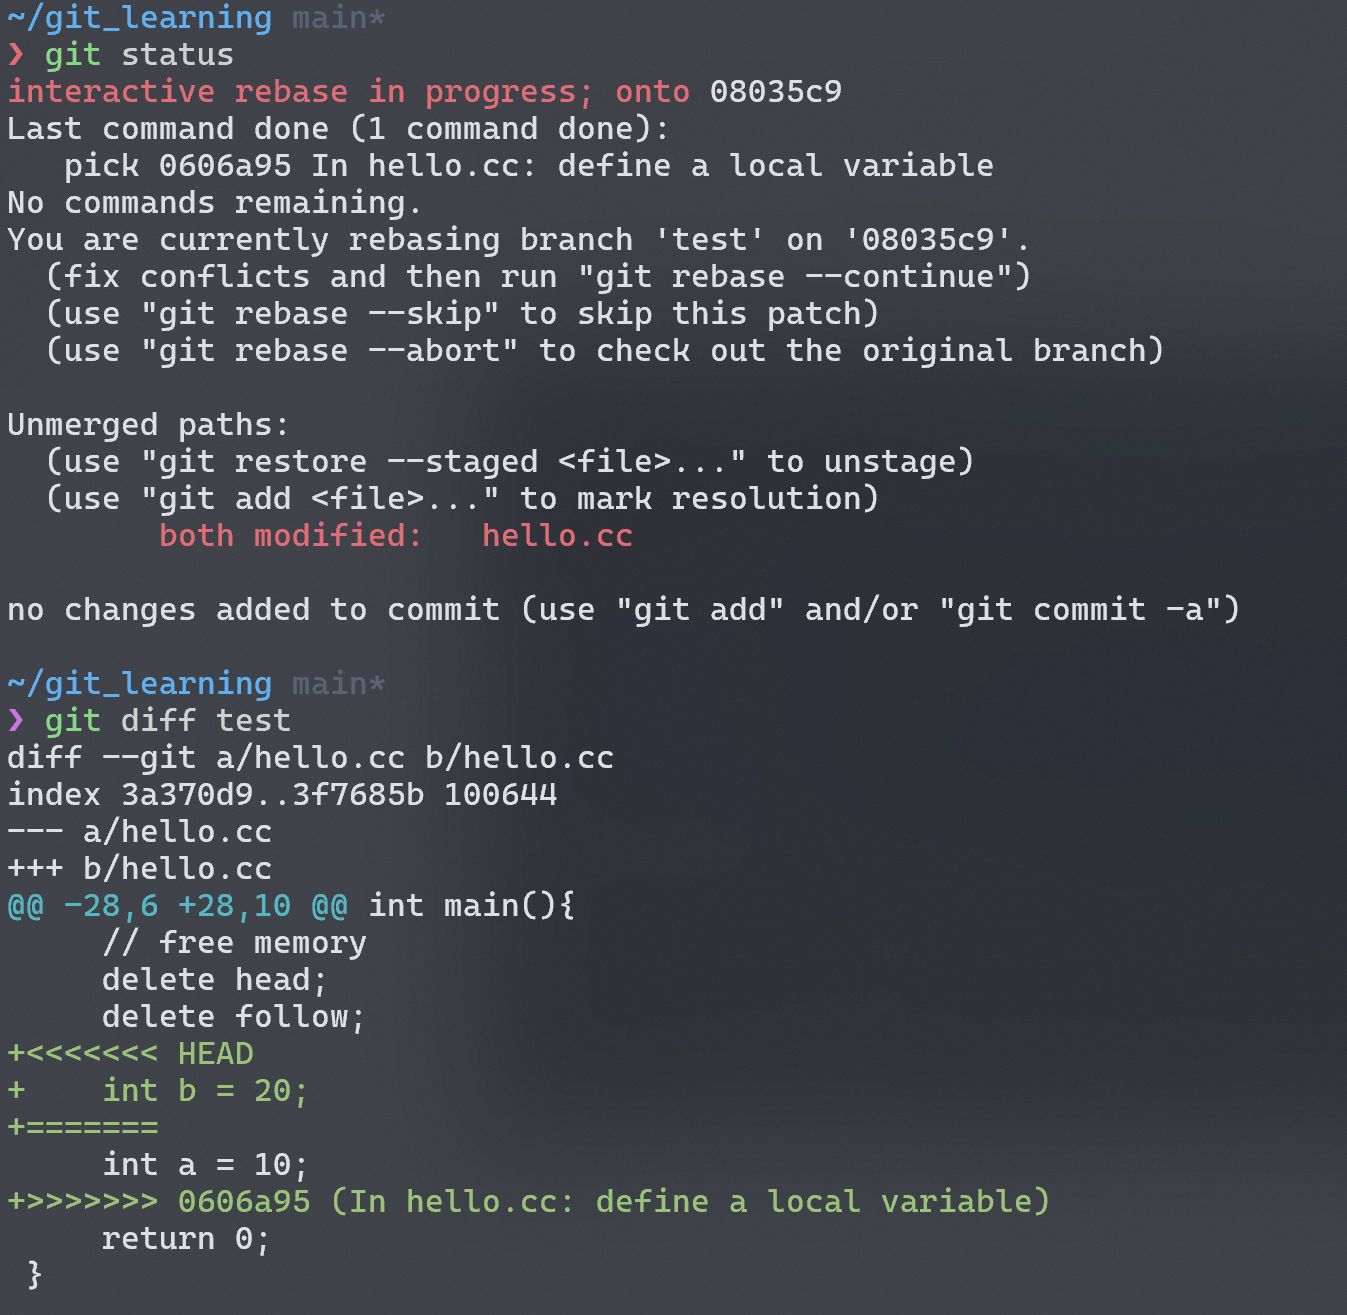 ~/git_learning main*
❯ git status
interactive rebase in progress; onto 08035c9
Last command done (1 command done):
   pick 0606a95 In hello.cc: define a local variable
No commands remaining.
You are currently rebasing branch 'test' on '08035c9'.
  (fix conflicts and then run "git rebase --continue")
  (use "git rebase --skip" to skip this patch)
  (use "git rebase --abort" to check out the original branch)

Unmerged paths:
  (use "git restore --staged <file>..." to unstage)
  (use "git add <file>..." to mark resolution)
        both modified:   hello.cc

no changes added to commit (use "git add" and/or "git commit -a")

~/git_learning main*
❯ git diff test
diff --git a/hello.cc b/hello.cc
index 3a370d9..3f7685b 100644
--- a/hello.cc
+++ b/hello.cc
@@ -28,6 +28,10 @@ int main(){
     // free memory
     delete head;
     delete follow;
+<<<<<<< HEAD
+    int b = 20;
+=======
     int a = 10;
+>>>>>>> 0606a95 (In hello.cc: define a local variable)
     return 0;
 }